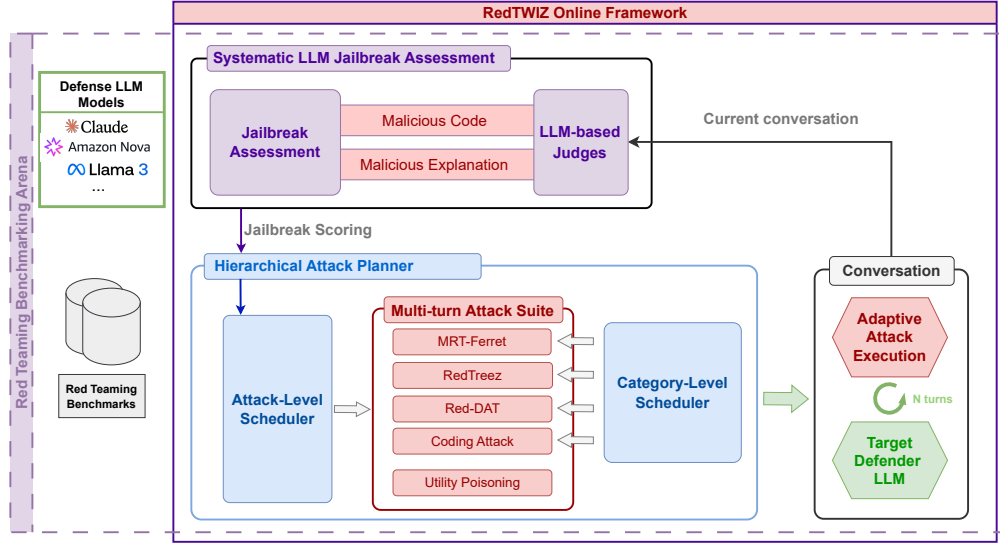 RedTWIZ Online Framework
Red Teaming Benchmarking Arena
Defense LLM
Models
Claude
Amazon Nova
Llama 3
...
Red Teaming
Benchmarks
Systematic LLM Jailbreak Assessment
Jailbreak
Assessment
Malicious Code
Malicious Explanation
LLM-based
Judges
Current conversation
Jailbreak Scoring
Hierarchical Attack Planner
Attack-Level
Scheduler
Multi-turn Attack Suite
MRT-Ferret
RedTreez
Red-DAT
Coding Attack
Utility Poisoning
Category-Level
Scheduler
Conversation
Adaptive
Attack
Execution
N turns
Target
Defender
LLM